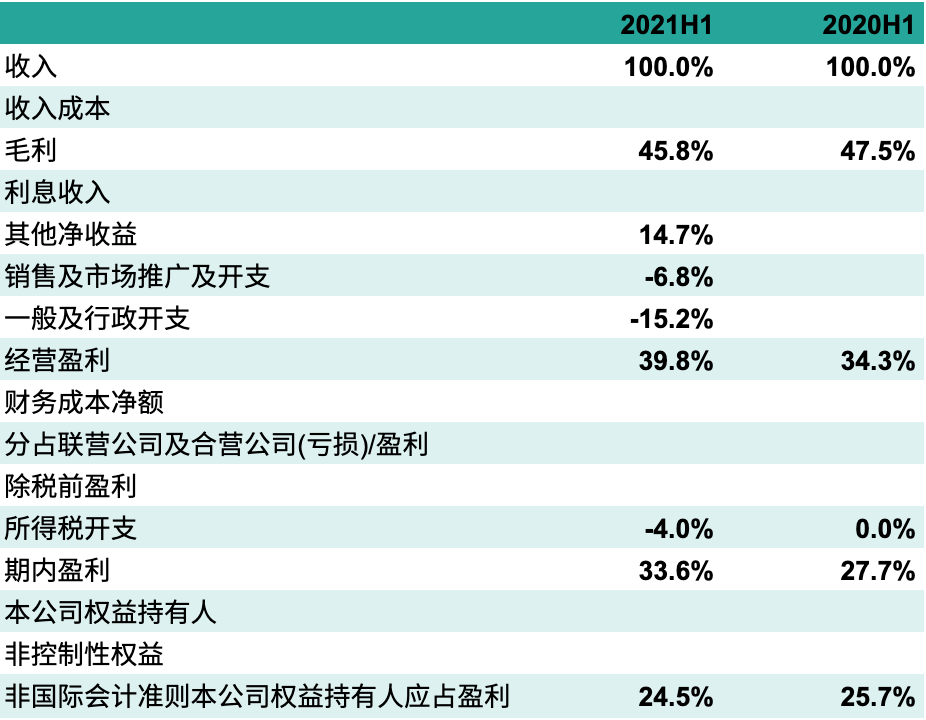 2021H1 2020H1
收入 100.0% 100.0%
收入成本
毛利 45.8% 47.5%
利息收入
其他净收益 14.7%
销售及市场推广及开支 -6.8%
一般及行政开支 -15.2%
经营盈利 39.8% 34.3%
财务成本净额
分占联营公司及合营公司(亏损)/盈利
除税前盈利
所得税开支 -4.0% 0.0%
期内盈利 33.6% 27.7%
本公司权益持有人
非控制性权益
非国际会计准则本公司权益持有人应占盈利 24.5% 25.7%